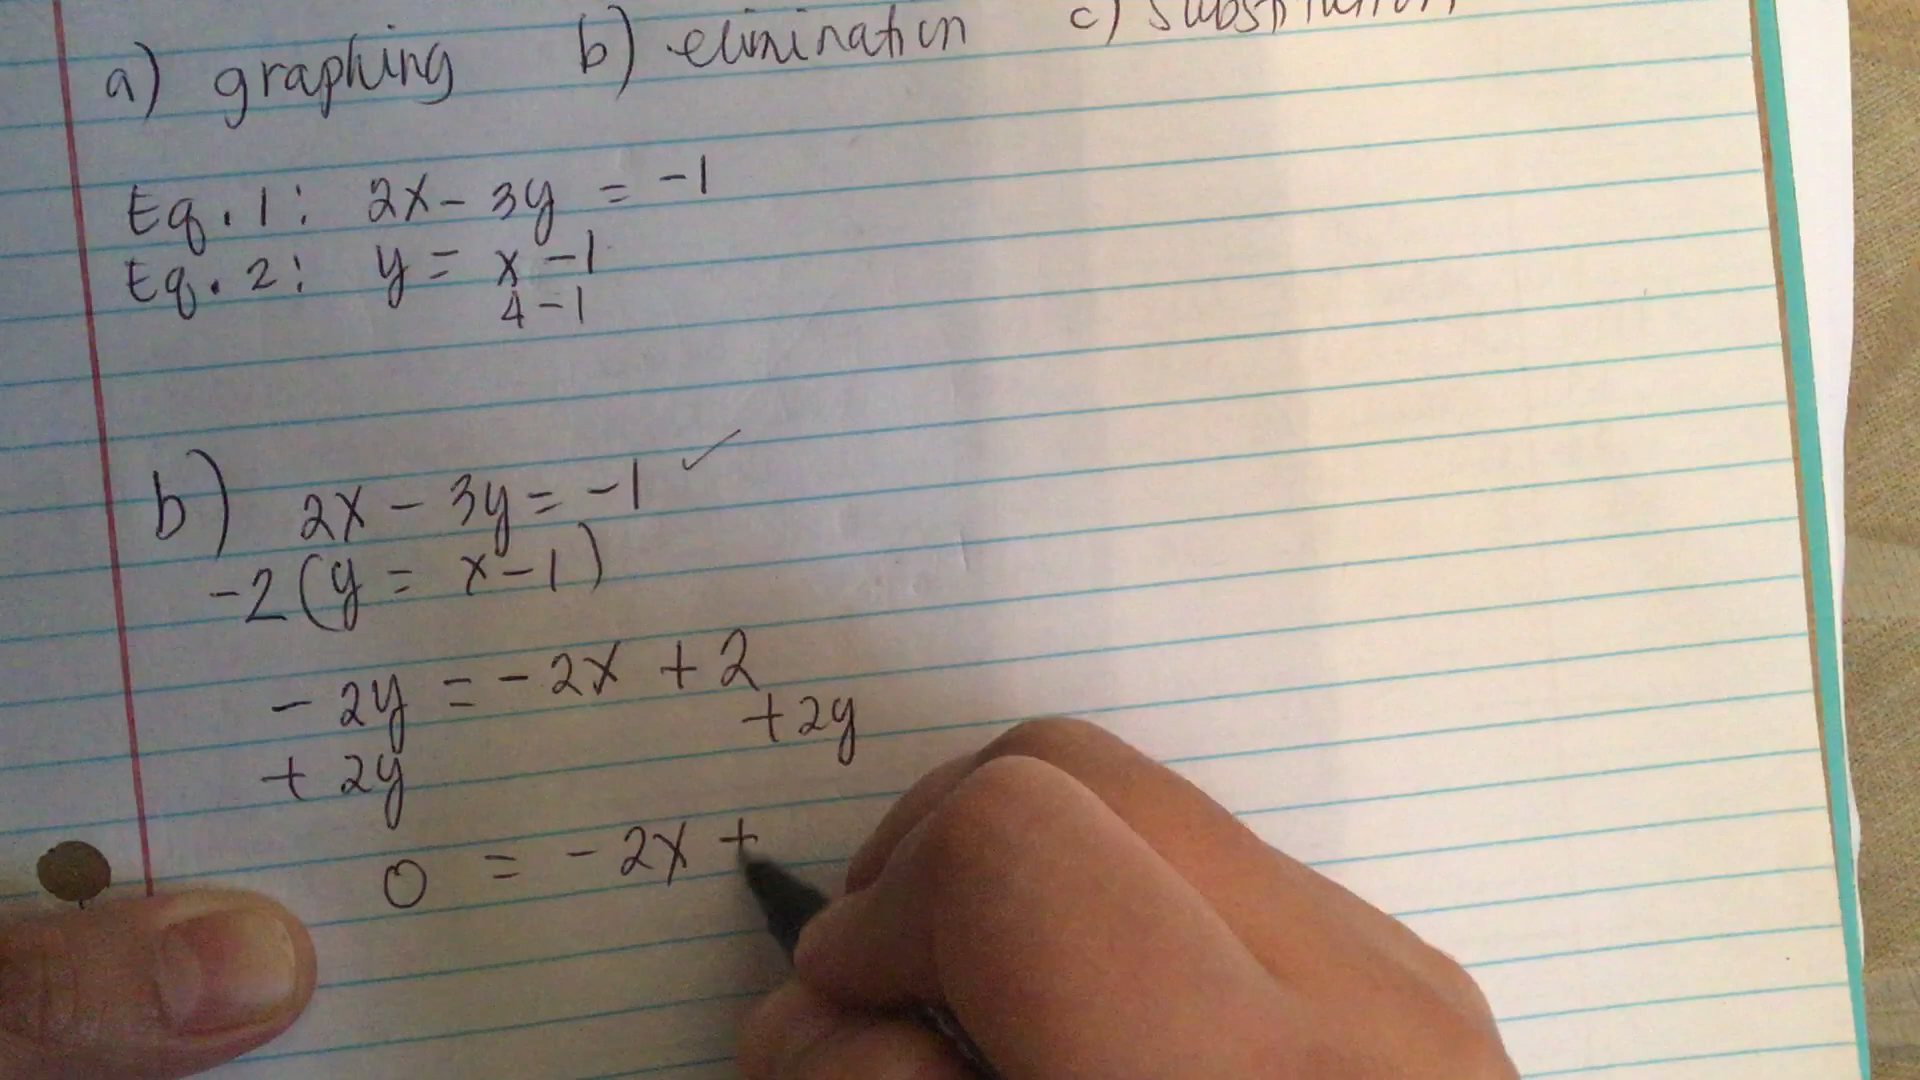 a) graphing b) elimination c) substitution
Eq. 1: 2x - 3y = -1
Eq. 2: y = x - 1
4 - 1
b) 2x - 3y = -1 ✓
-2 (y = x - 1)
- 2y = - 2x + 2
+ 2y + 2y
0 = - 2x +